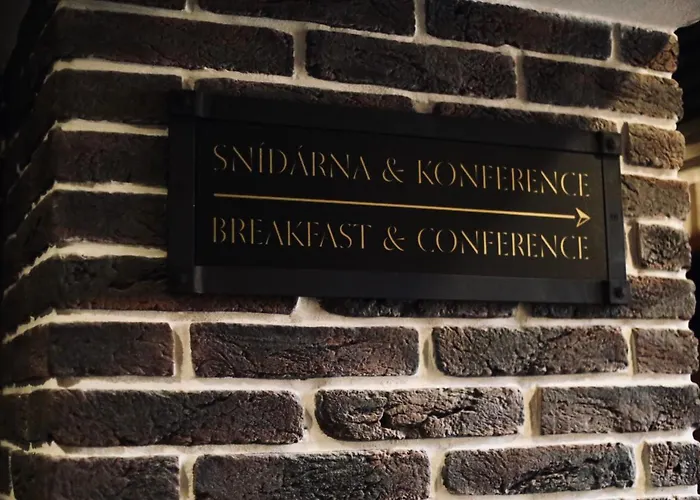 SNÍDÁRNA & KONFERENCE
BREAKFAST & CONFERENCE